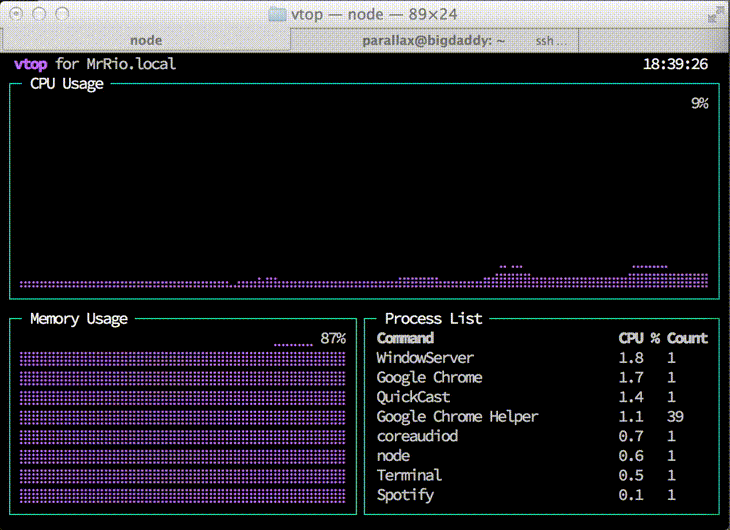 vtop — node — 89×24
node parallax@bigdaddy: ~ ssh ...
vtop for MrRio.local 18:39:26
CPU Usage
9%
Memory Usage
87%
Process List
Command CPU % Count
WindowServer 1.8 1
Google Chrome 1.7 1
QuickCast 1.4 1
Google Chrome Helper 1.1 39
coreaudiod 0.7 1
node 0.6 1
Terminal 0.5 1
Spotify 0.1 1